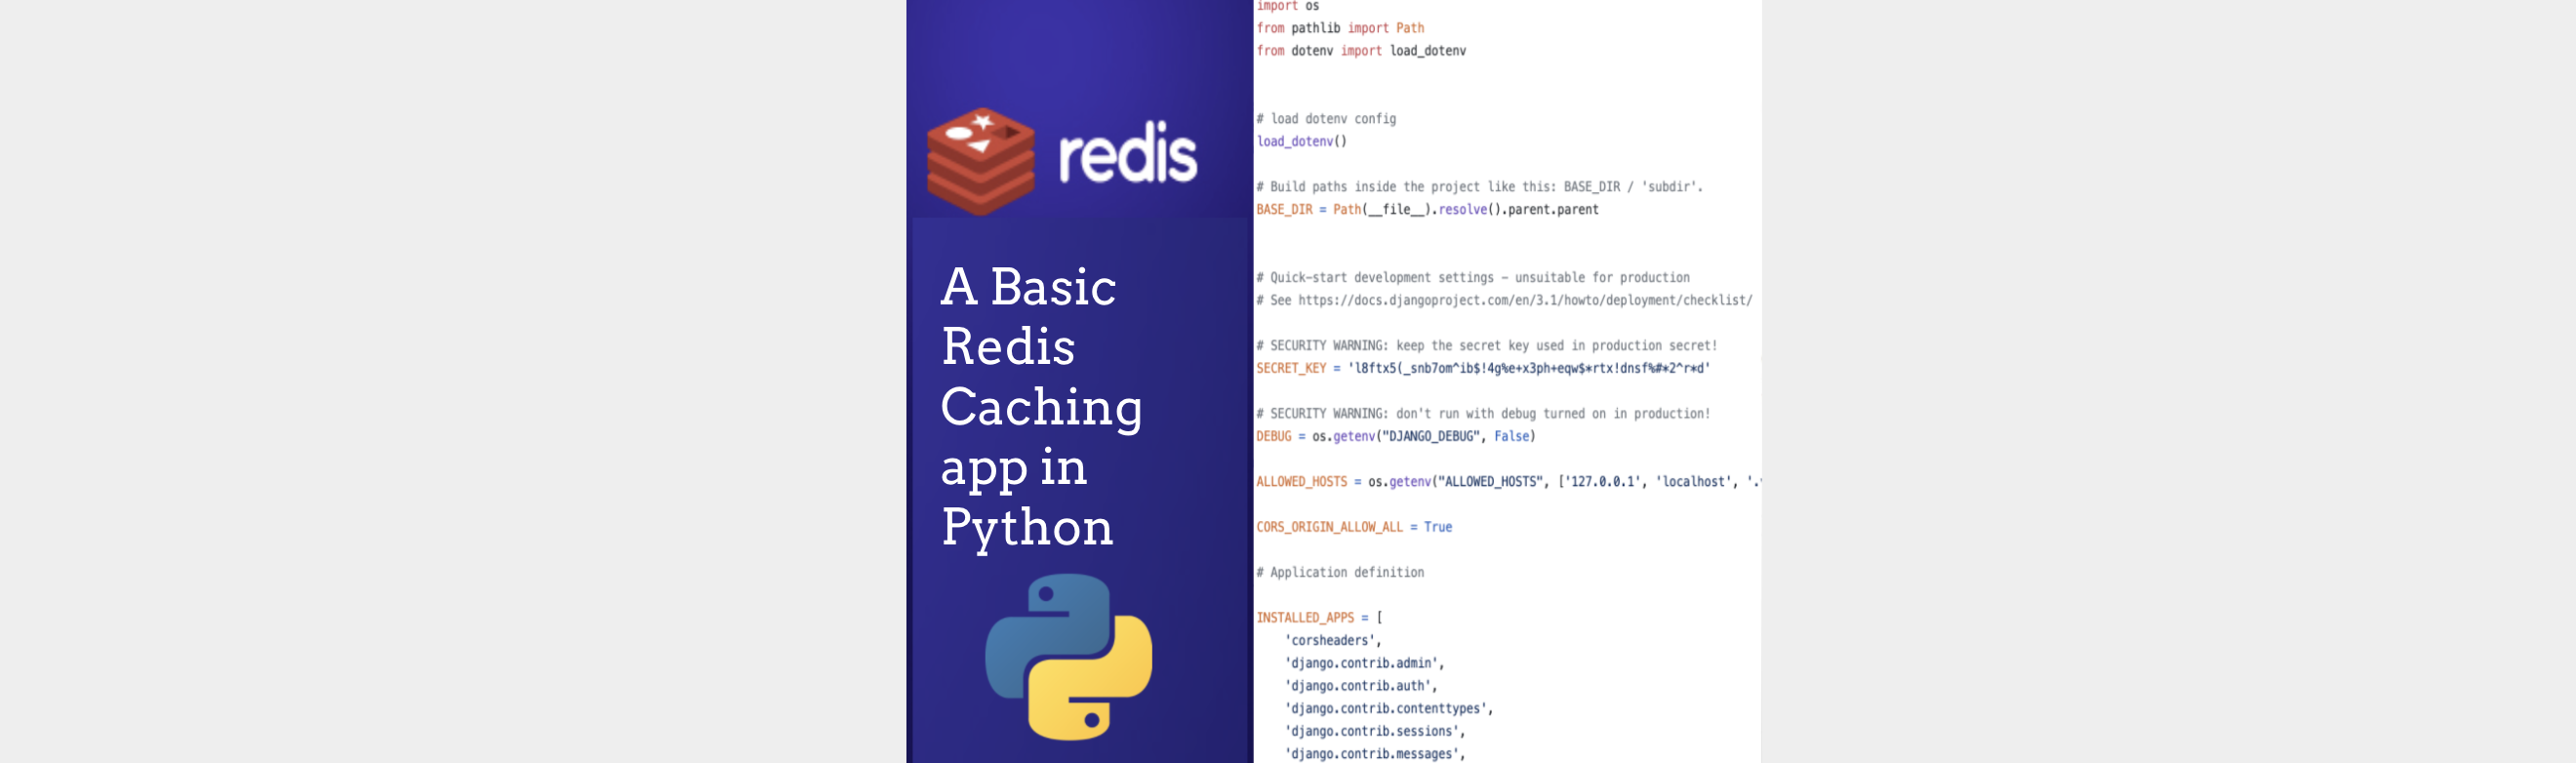 redis
A Basic
Redis
Caching
app in
Python
import os
from pathlib import Path
from dotenv import load_dotenv
# load dotenv config
load_dotenv()
# Build paths inside the project like this: BASE_DIR / 'subdir'.
BASE_DIR = Path(__file__).resolve().parent.parent
# Quick-start development settings - unsuitable for production
# See https://docs.djangoproject.com/en/3.1/howto/deployment/checklist/
# SECURITY WARNING: keep the secret key used in production secret!
SECRET_KEY = 'l8ftx5(_snb7om^ib$!4g%e+x3ph+eqw$*rtx!dnsf%#*2^r*d'
# SECURITY WARNING: don't run with debug turned on in production!
DEBUG = os.getenv("DJANGO_DEBUG", False)
ALLOWED_HOSTS = os.getenv("ALLOWED_HOSTS", ['127.0.0.1', 'localhost', '.
CORS_ORIGIN_ALLOW_ALL = True
# Application definition
INSTALLED_APPS = [
'corsheaders',
'django.contrib.admin',
'django.contrib.auth',
'django.contrib.contenttypes',
'django.contrib.sessions',
'django.contrib.messages',